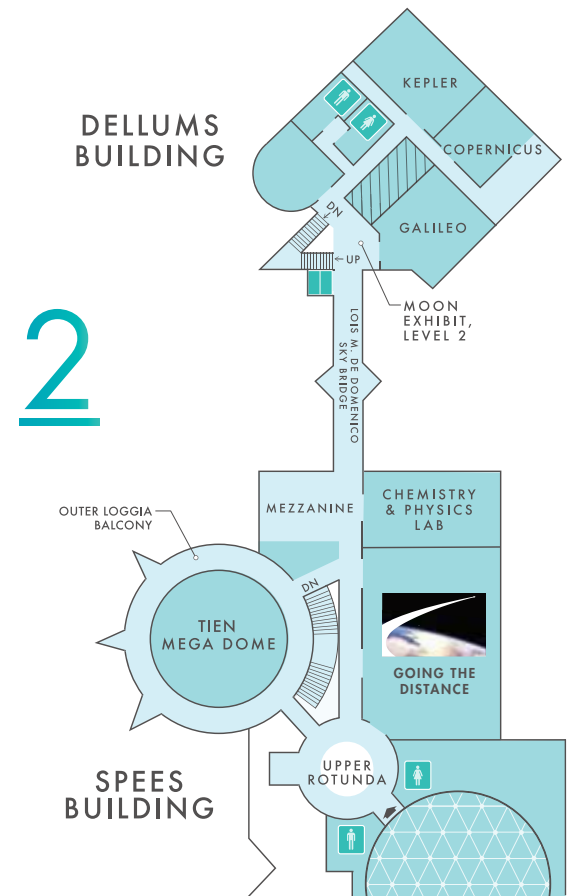 DELLUMS
BUILDING
KEPLER
COPERNICUS
GALILEO
DN
UP
MOON
EXHIBIT,
LEVEL 2
LOIS M. DE DOMENICO
SKY BRIDGE
2
MEZZANINE
CHEMISTRY
& PHYSICS
LAB
OUTER LOGGIA
BALCONY
DN
TIEN
MEGA DOME
GOING THE
DISTANCE
UPPER
ROTUNDA
SPEES
BUILDING